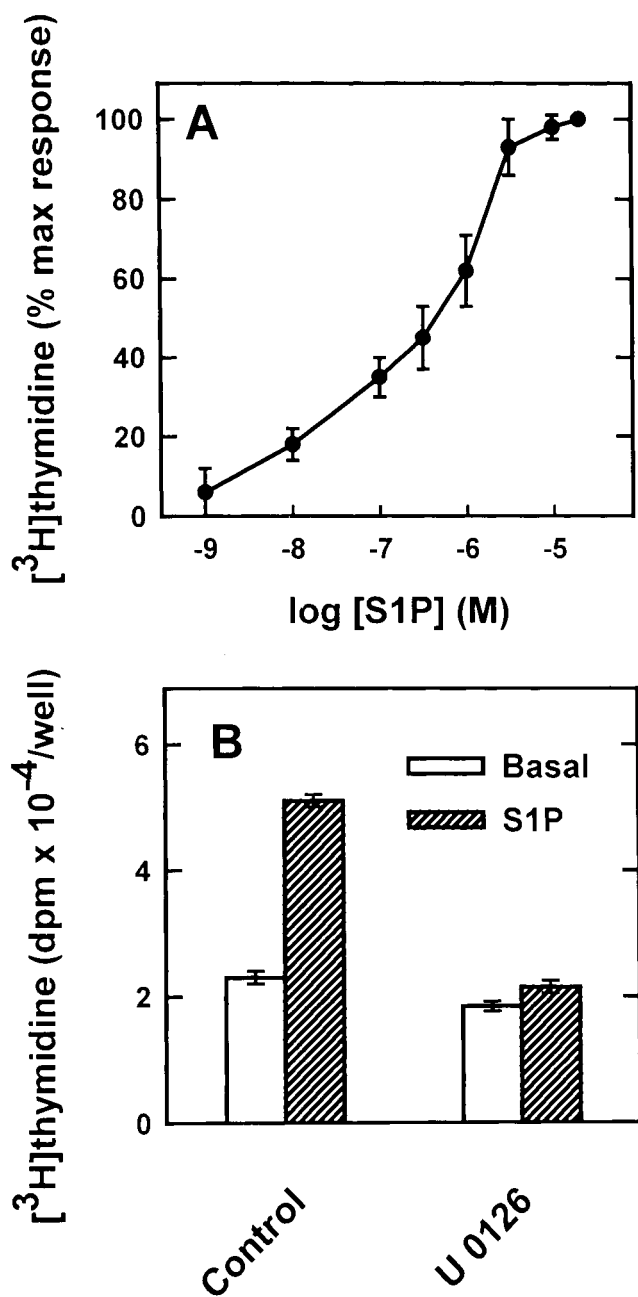 A
[³H]thymidine (% max response)
100
80
60
40
20
0
-9 -8 -7 -6 -5
log [S1P] (M)
B
[³H]thymidine (dpm x 10⁻⁴/well)
6
4
2
0
Basal
S1P
Control
U 0126